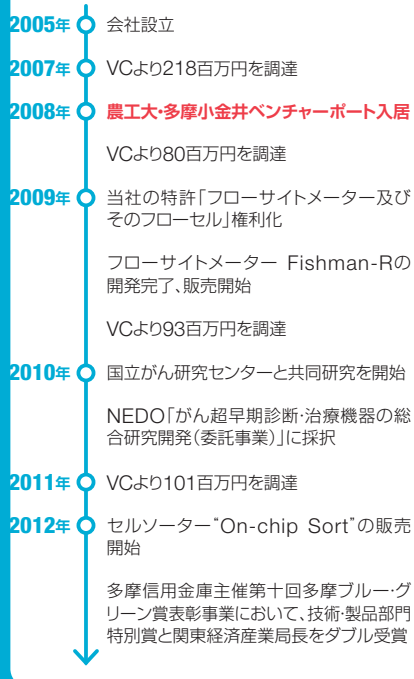 2005年 会社設立
2007年 VCより218百万円を調達
2008年 農工大・多摩小金井ベンチャーポート入居
VCより80百万円を調達
2009年 当社の特許「フローサイトメーター及び
そのフローセル」権利化
フローサイトメーター Fishman-Rの
開発完了、販売開始
VCより93百万円を調達
2010年 国立がん研究センターと共同研究を開始
NEDO「がん超早期診断・治療機器の総
合研究開発(委託事業)」に採択
2011年 VCより101百万円を調達
2012年 セルソーター“On-chip Sort”の販売
開始
多摩信用金庫主催第十回多摩ブルー・グ
リーン賞表彰事業において、技術・製品部門
特別賞と関東経済産業局長をダブル受賞